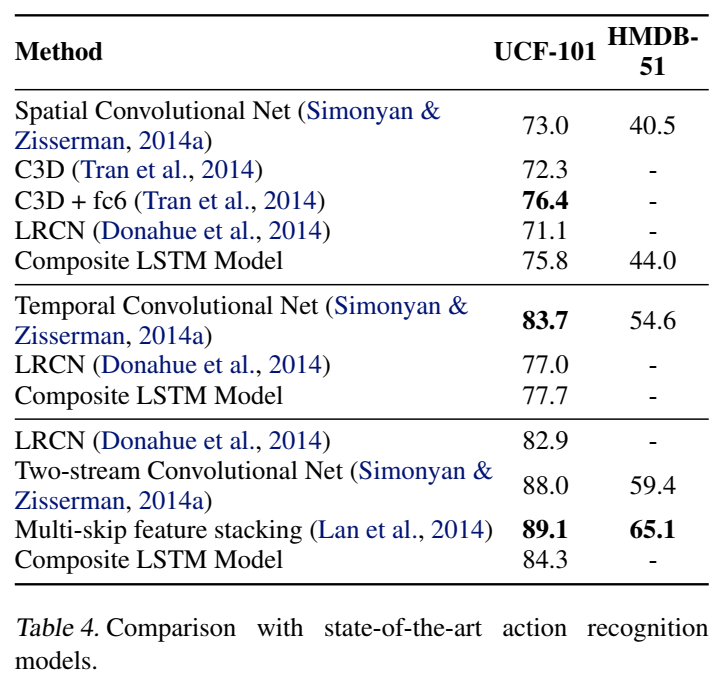 Method UCF-101 HMDB-
51
Spatial Convolutional Net (Simonyan &
Zisserman, 2014a) 73.0 40.5
C3D (Tran et al., 2014) 72.3 -
C3D + fc6 (Tran et al., 2014) 76.4 -
LRCN (Donahue et al., 2014) 71.1 -
Composite LSTM Model 75.8 44.0
Temporal Convolutional Net (Simonyan &
Zisserman, 2014a) 83.7 54.6
LRCN (Donahue et al., 2014) 77.0 -
Composite LSTM Model 77.7 -
LRCN (Donahue et al., 2014) 82.9 -
Two-stream Convolutional Net (Simonyan &
Zisserman, 2014a) 88.0 59.4
Multi-skip feature stacking (Lan et al., 2014) 89.1 65.1
Composite LSTM Model 84.3 -
Table 4. Comparison with state-of-the-art action recognition
models.